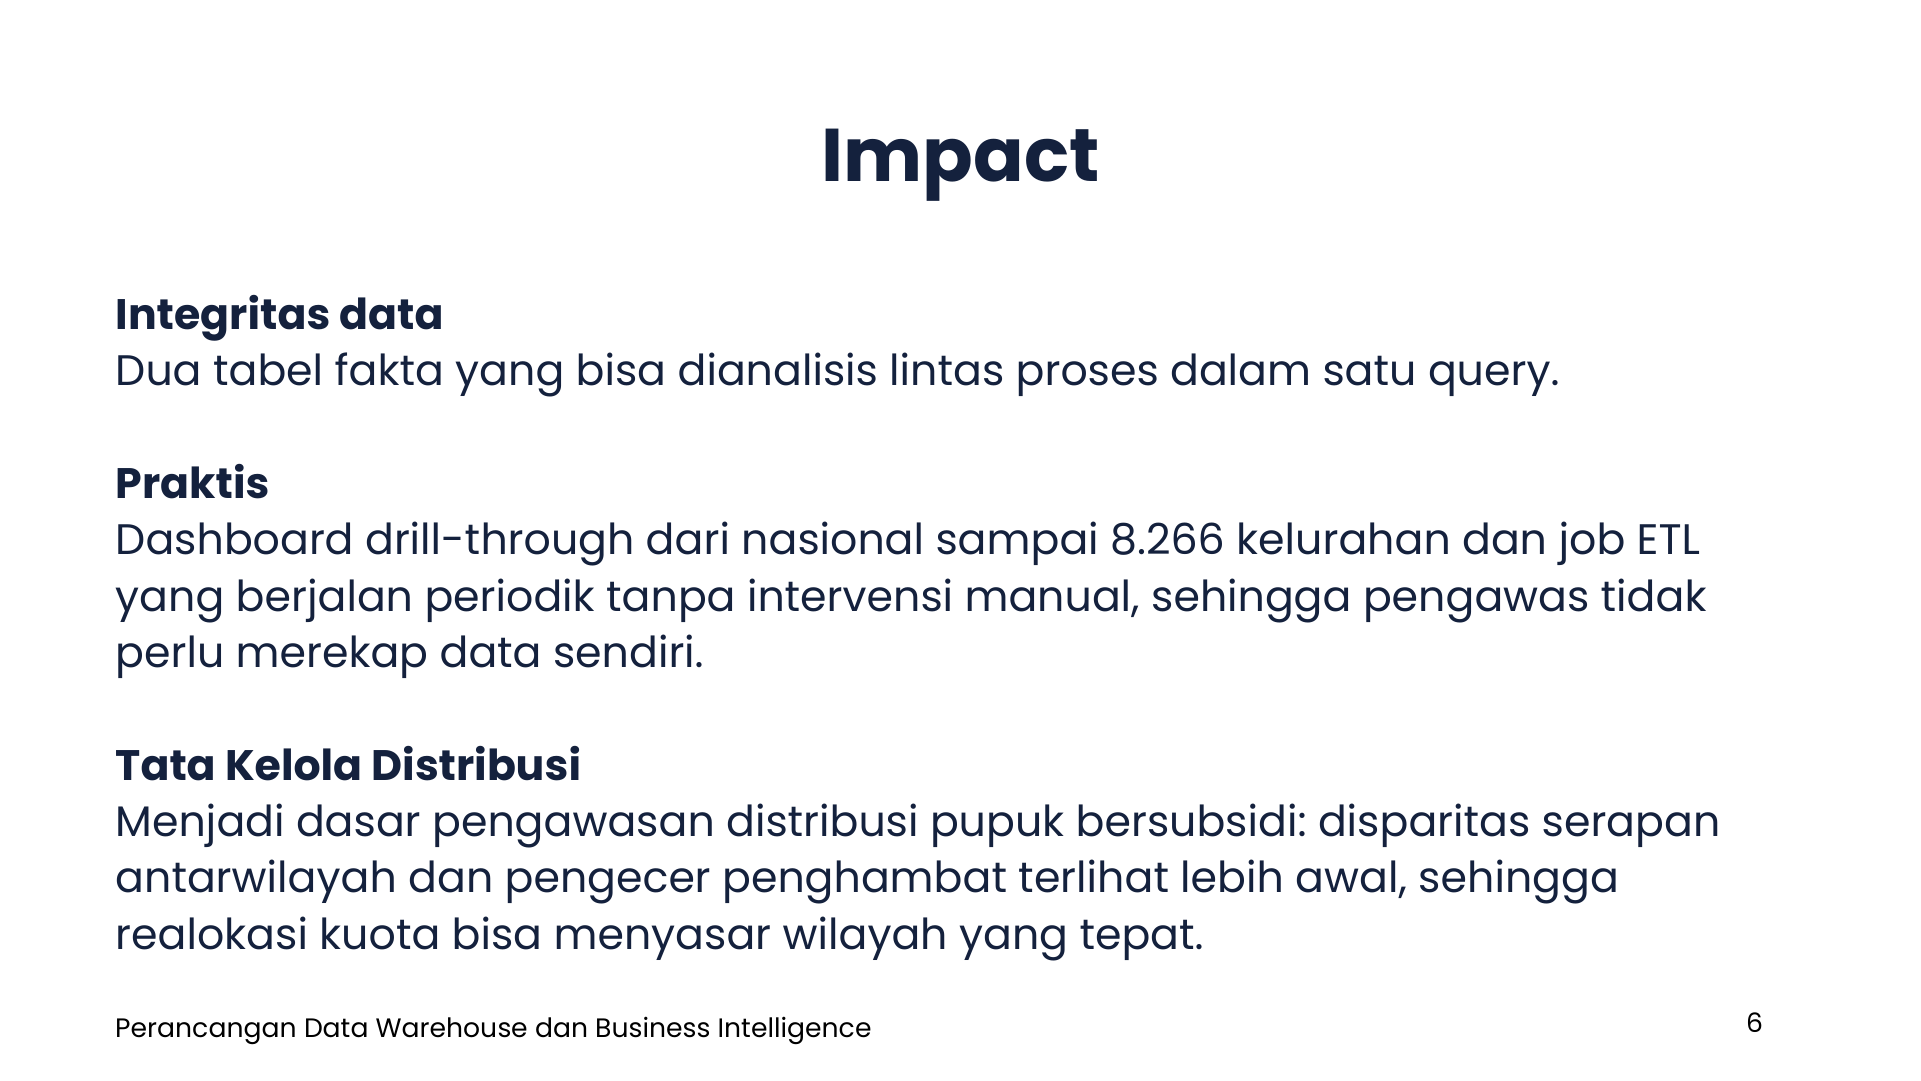 Impact
Integritas data
Dua tabel fakta yang bisa dianalisis lintas proses dalam satu query.
Praktis
Dashboard drill-through dari nasional sampai 8.266 kelurahan dan job ETL
yang berjalan periodik tanpa intervensi manual, sehingga pengawas tidak
perlu merekap data sendiri.
Tata Kelola Distribusi
Menjadi dasar pengawasan distribusi pupuk bersubsidi: disparitas serapan
antarwilayah dan pengecer penghambat terlihat lebih awal, sehingga
realokasi kuota bisa menyasar wilayah yang tepat.
Perancangan Data Warehouse dan Business Intelligence
6